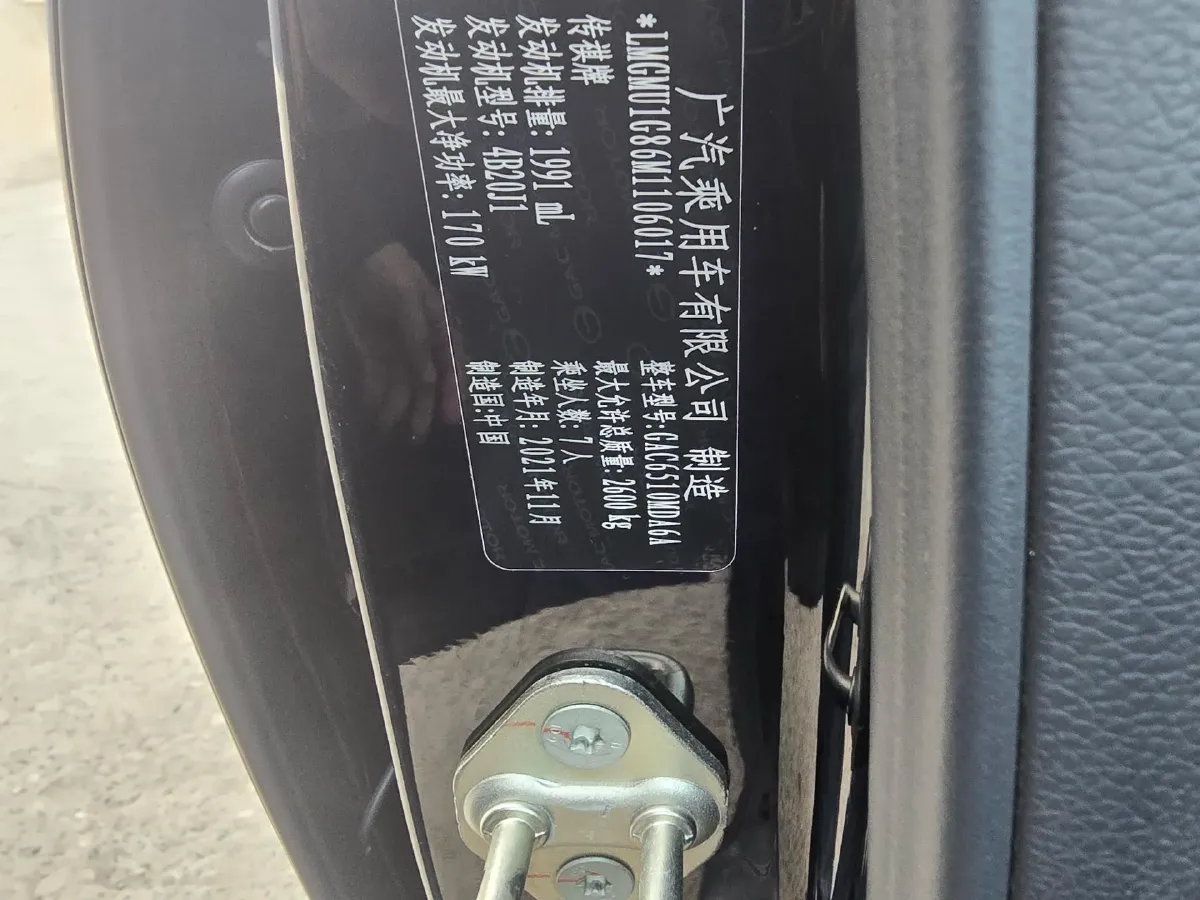 广汽乘用车有限公司 制造
*LMGMU1G86M1106017*
传祺牌
发动机排量: 1991 mL
发动机型号: 4B20J1
发动机最大净功率: 170 kW
整车型号:GAC6510MDA6A
最大允许总质量: 2600 kg
乘坐人数: 7人
制造年月: 2021年11月
制造国:中国